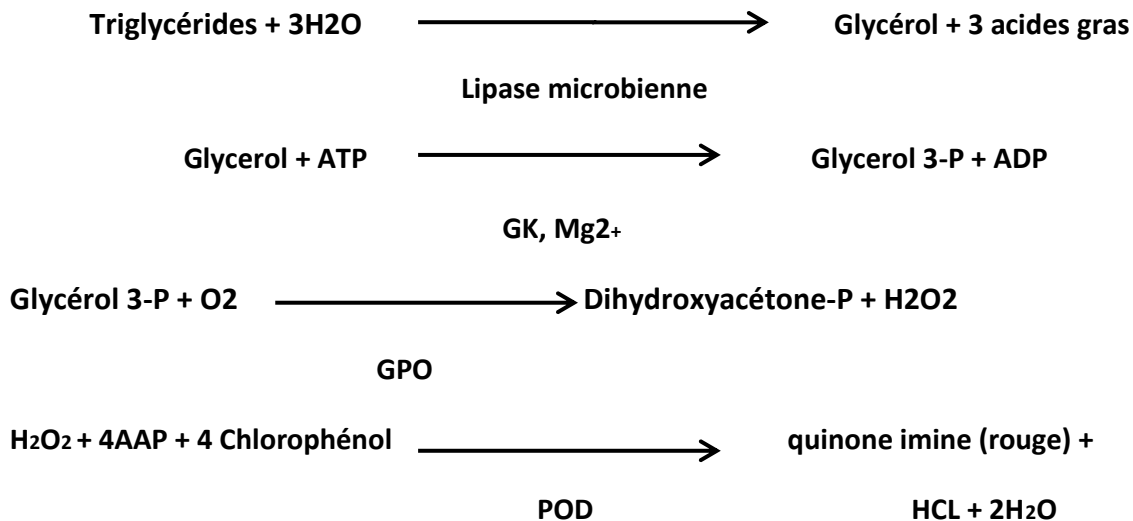 Triglycérides + 3H2O Glycérol + 3 acides gras
Lipase microbienne
Glycerol + ATP Glycerol 3-P + ADP
GK, Mg2+
Glycérol 3-P + O2 Dihydroxyacétone-P + H2O2
GPO
H2O2 + 4AAP + 4 Chlorophénol quinone imine (rouge) +
POD HCL + 2H2O